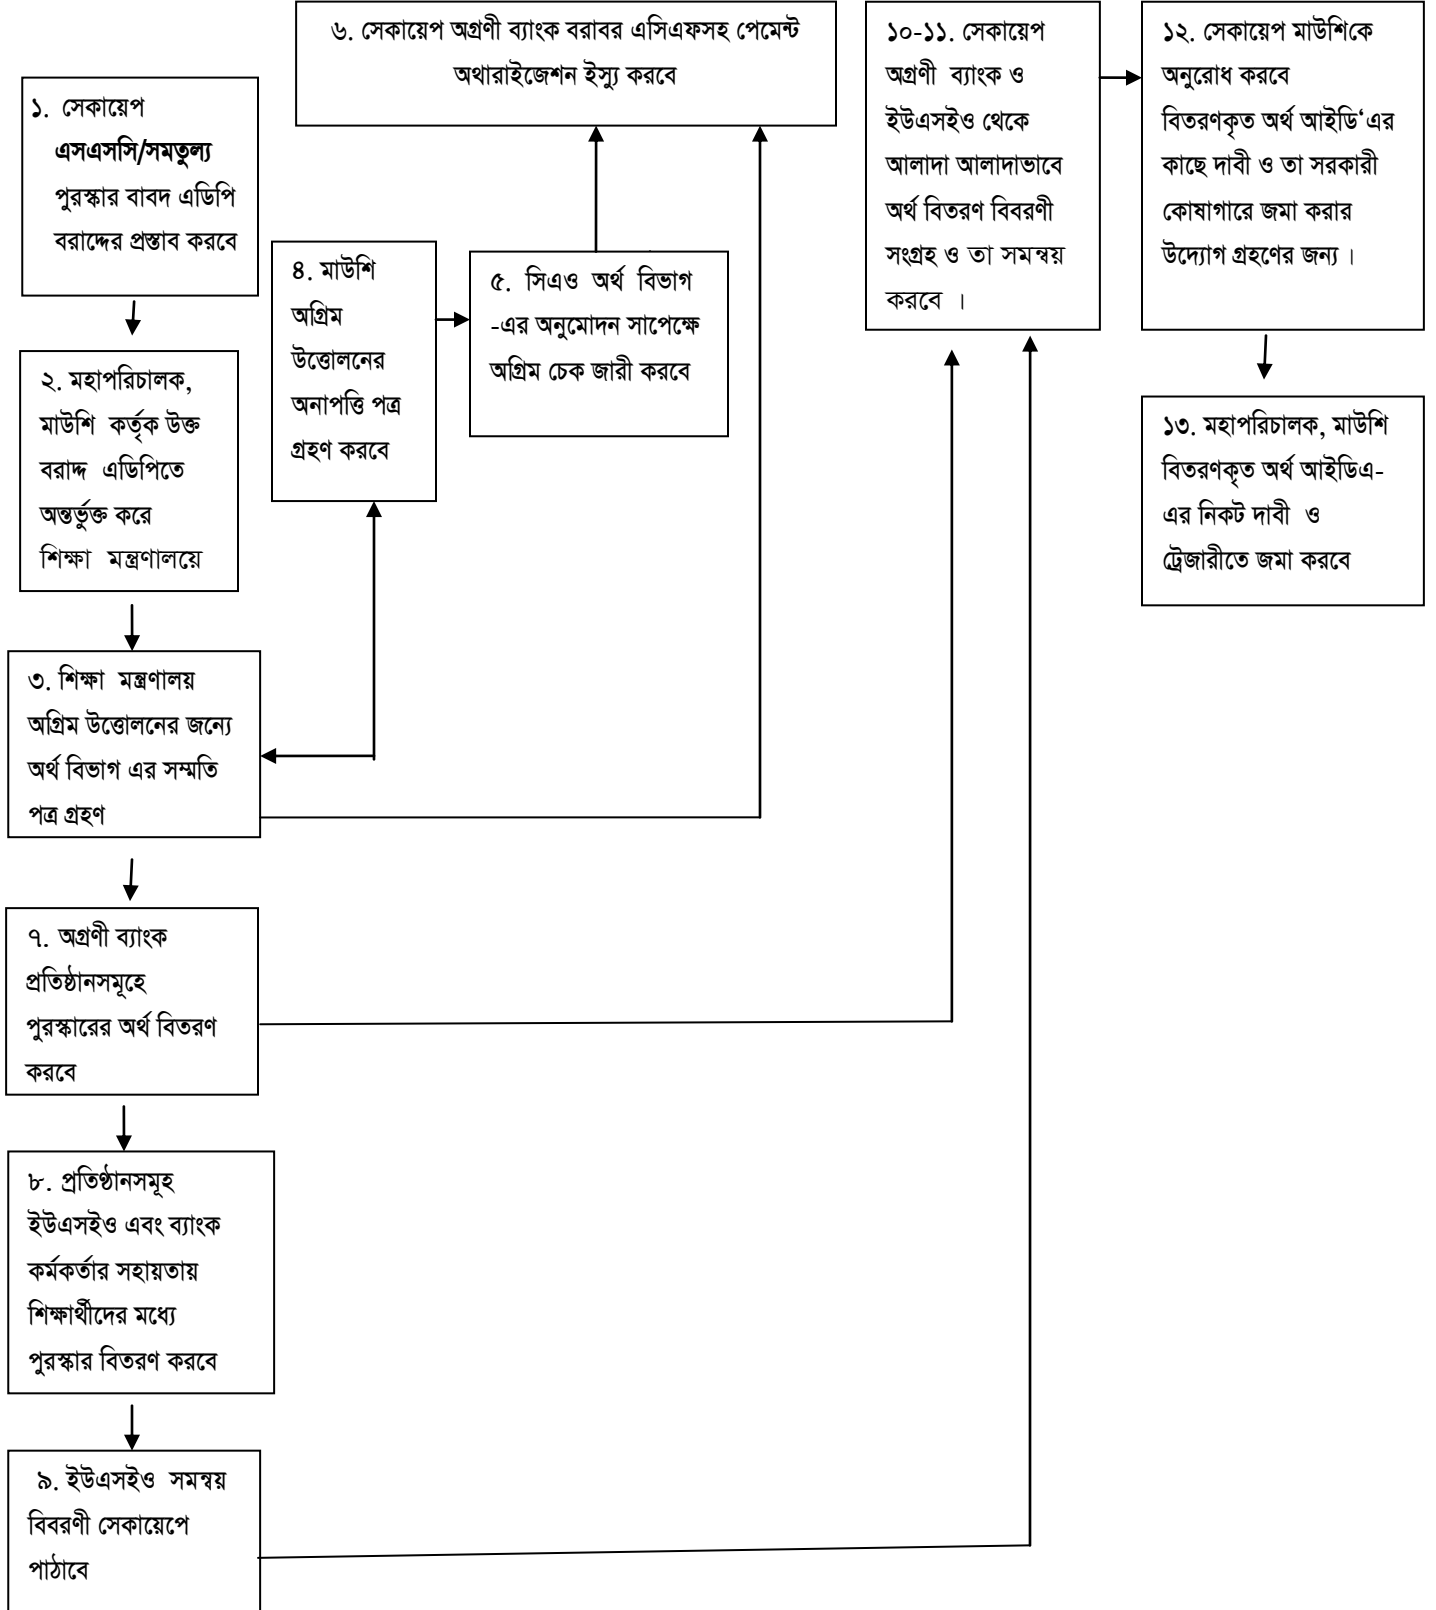 ১. সেকায়েপ
এসএসসি/সমতুল্য
পুরস্কার বাবদ এডিপি
বরাদ্দের প্রস্তাব করবে
২. মহাপরিচালক,
মাউশি কর্তৃক উক্ত
বরাদ্দ এডিপিতে
অন্তর্ভুক্ত করে
শিক্ষা মন্ত্রণালয়ে
৩. শিক্ষা মন্ত্রণালয়
অগ্রিম উত্তোলনের জন্যে
অর্থ বিভাগ এর সম্মতি
পত্র গ্রহণ
৪. মাউশি
অগ্রিম
উত্তোলনের
অনাপত্তি পত্র
গ্রহণ করবে
৫. সিএও অর্থ বিভাগ
-এর অনুমোদন সাপেক্ষে
অগ্রিম চেক জারী করবে
৬. সেকায়েপ অগ্রণী ব্যাংক বরাবর এসিএফসহ পেমেন্ট
অথারাইজেশন ইস্যু করবে
৭. অগ্রণী ব্যাংক
প্রতিষ্ঠানসমূহে
পুরস্কারের অর্থ বিতরণ
করবে
৮. প্রতিষ্ঠানসমূহ
ইউএসইও এবং ব্যাংক
কর্মকর্তার সহায়তায়
শিক্ষার্থীদের মধ্যে
পুরস্কার বিতরণ করবে
৯. ইউএসইও সমন্বয়
বিবরণী সেকায়েপে
পাঠাবে
১০-১১. সেকায়েপ
অগ্রণী ব্যাংক ও
ইউএসইও থেকে
আলাদা আলাদাভাবে
অর্থ বিতরণ বিবরণী
সংগ্রহ ও তা সমন্বয়
করবে ।
১২. সেকায়েপ মাউশিকে
অনুরোধ করবে
বিতরণকৃত অর্থ আইডি‘এর
কাছে দাবী ও তা সরকারী
কোষাগারে জমা করার
উদ্যোগ গ্রহণের জন্য ।
১৩. মহাপরিচালক, মাউশি
বিতরণকৃত অর্থ আইডিএ-
এর নিকট দাবী ও
ট্রেজারীতে জমা করবে